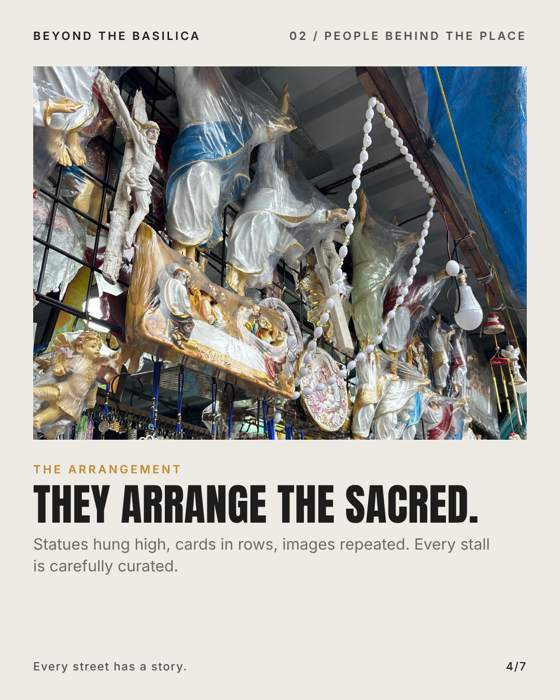 BEYOND THE BASILICA
02 / PEOPLE BEHIND THE PLACE
THE ARRANGEMENT
THEY ARRANGE THE SACRED.
Statues hung high, cards in rows, images repeated. Every stall
is carefully curated.
Every street has a story.
4/7